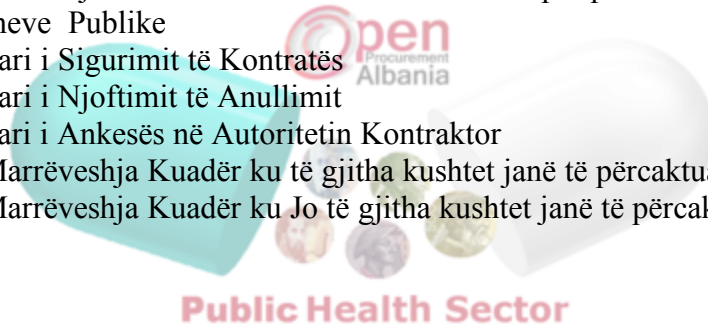 neve Publike
ari i Sigurimit të Kontratës
ari i Njoftimit të Anullimit
ari i Ankesës në Autoritetin Kontraktor
Marrëveshja Kuadër ku të gjitha kushtet janë të përcaktua
Marrëveshja Kuadër ku Jo të gjitha kushtet janë të përcak
Open
Procurement
Albania
Public Health Sector